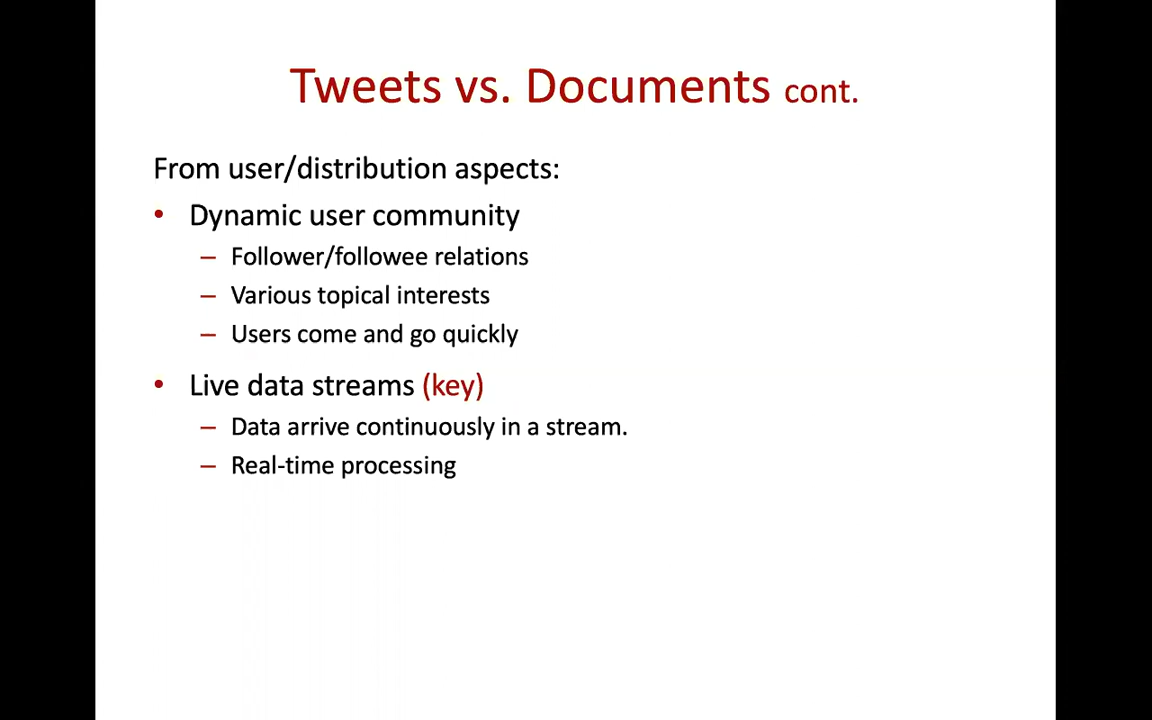 Tweets vs. Documents cont.
From user/distribution aspects:
• Dynamic user community
– Follower/followee relations
– Various topical interests
– Users come and go quickly
• Live data streams (key)
– Data arrive continuously in a stream.
– Real-time processing